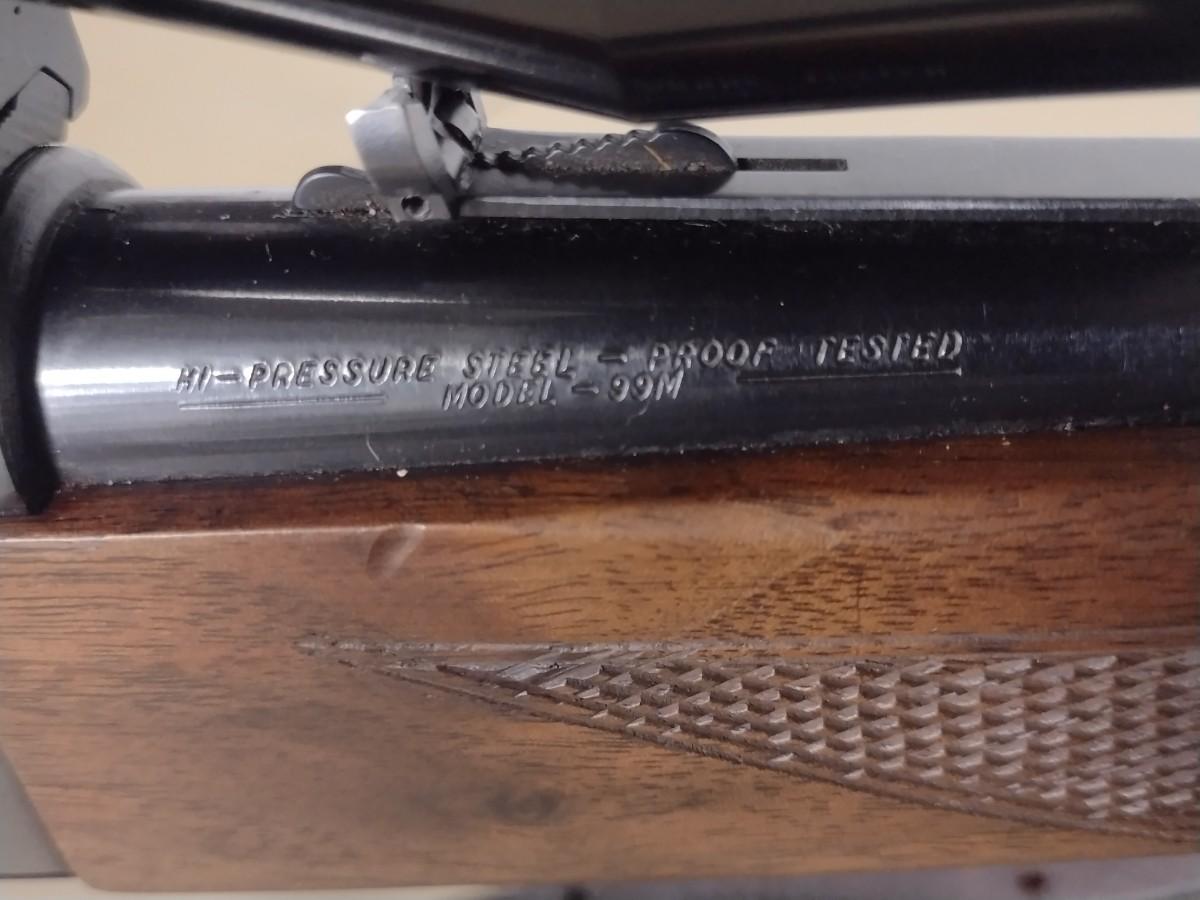 HI-PRESSURE STEEL - PROOF TESTED
MODEL - 99M